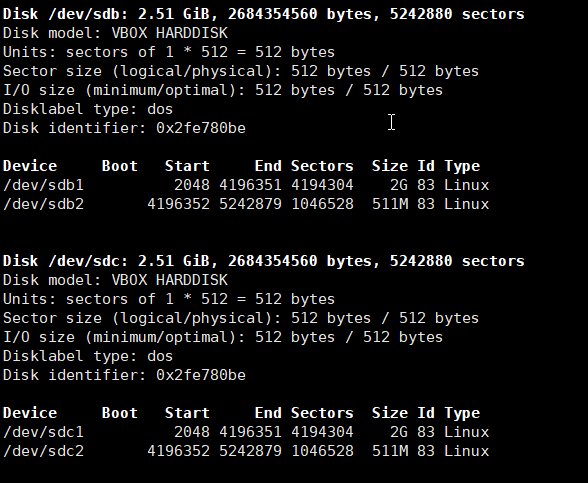 Disk /dev/sdb: 2.51 GiB, 2684354560 bytes, 5242880 sectors
Disk model: VBOX HARDDISK
Units: sectors of 1 * 512 = 512 bytes
Sector size (logical/physical): 512 bytes / 512 bytes
I/O size (minimum/optimal): 512 bytes / 512 bytes
Disklabel type: dos
Disk identifier: 0x2fe780be

Device     Boot   Start     End Sectors  Size Id Type
/dev/sdb1          2048 4196351 4194304    2G 83 Linux
/dev/sdb2       4196352 5242879 1046528  511M 83 Linux


Disk /dev/sdc: 2.51 GiB, 2684354560 bytes, 5242880 sectors
Disk model: VBOX HARDDISK
Units: sectors of 1 * 512 = 512 bytes
Sector size (logical/physical): 512 bytes / 512 bytes
I/O size (minimum/optimal): 512 bytes / 512 bytes
Disklabel type: dos
Disk identifier: 0x2fe780be

Device     Boot   Start     End Sectors  Size Id Type
/dev/sdc1          2048 4196351 4194304    2G 83 Linux
/dev/sdc2       4196352 5242879 1046528  511M 83 Linux